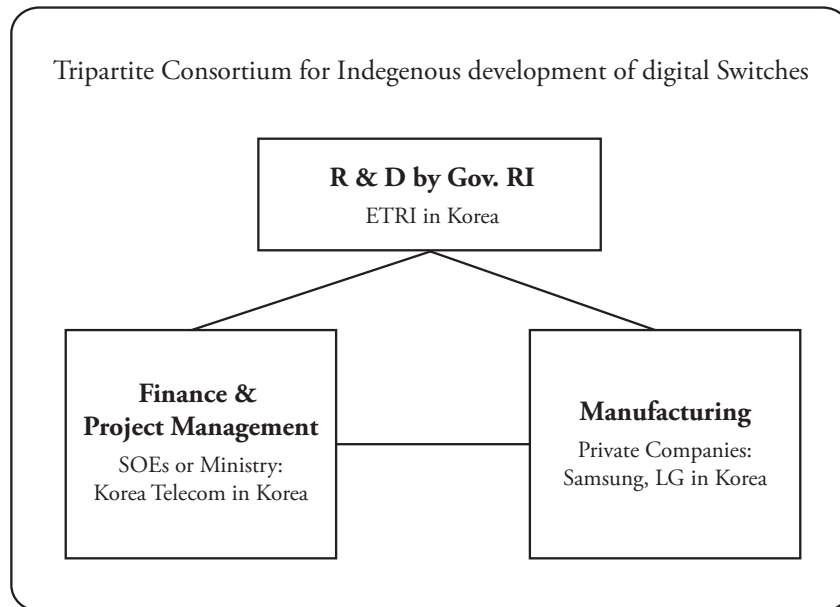 Tripartite Consortium for Indegenous development of digital Switches
R & D by Gov. RI
ETRI in Korea
Finance &
Project Management
SOEs or Ministry:
Korea Telecom in Korea
Manufacturing
Private Companies:
Samsung, LG in Korea